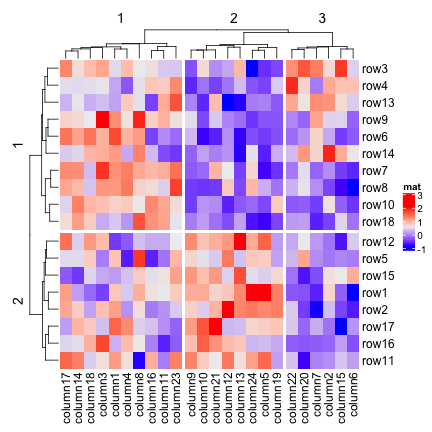 1
2
3
1
2
row3
row4
row13
row9
row6
row14
row7
row8
row10
row18
row12
row5
row15
row1
row2
row17
row16
row11
mat
3
2
1
0
-1
column17
column14
column18
column3
column1
column4
column8
column16
column11
column23
column9
column10
column21
column12
column13
column24
column5
column19
column22
column20
column7
column2
column15
column6